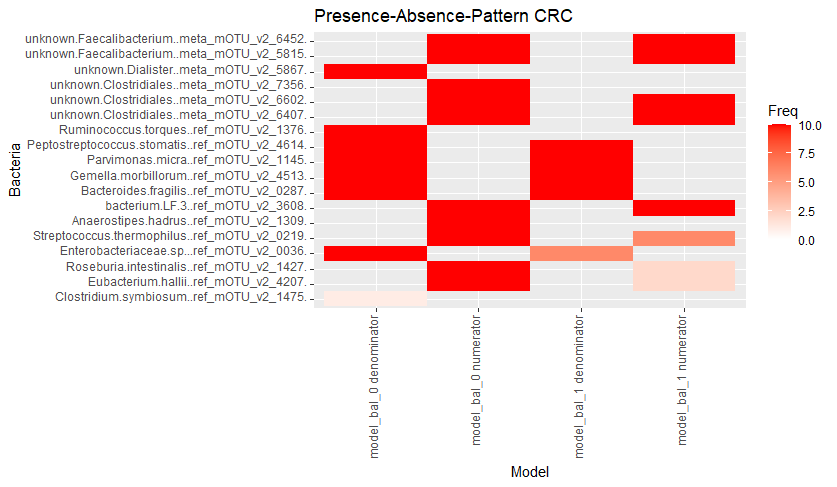 Presence-Absence-Pattern CRC
unknown.Faecalibacterium..meta_mOTU_v2_6452.
unknown.Faecalibacterium..meta_mOTU_v2_5815.
unknown.Dialister..meta_mOTU_v2_5867.
unknown.Clostridiales..meta_mOTU_v2_7356.
unknown.Clostridiales..meta_mOTU_v2_6602.
unknown.Clostridiales..meta_mOTU_v2_6407.
Ruminococcus.torques..ref_mOTU_v2_1376.
Peptostreptococcus.stomatis..ref_mOTU_v2_4614.
Parvimonas.micra..ref_mOTU_v2_1145.
Gemella.morbillorum..ref_mOTU_v2_4513.
Bacteroides.fragilis..ref_mOTU_v2_0287.
bacterium.LF.3..ref_mOTU_v2_3608.
Anaerostipes.hadrus..ref_mOTU_v2_1309.
Streptococcus.thermophilus..ref_mOTU_v2_0219.
Enterobacteriaceae.sp...ref_mOTU_v2_0036.
Roseburia.intestinalis..ref_mOTU_v2_1427.
Eubacterium.hallii..ref_mOTU_v2_4207.
Clostridium.symbiosum..ref_mOTU_v2_1475.
Bacteria
model_bal_0 denominator
model_bal_0 numerator
model_bal_1 denominator
model_bal_1 numerator
Model
Freq
10.0
7.5
5.0
2.5
0.0